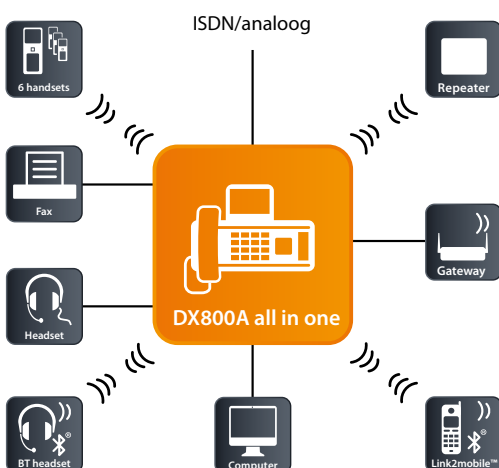 ISDN/analoog
6 handsets
Repeater
Fax
Gateway
DX800A all in one
Headset
BT headset
Computer
Link2mobile™